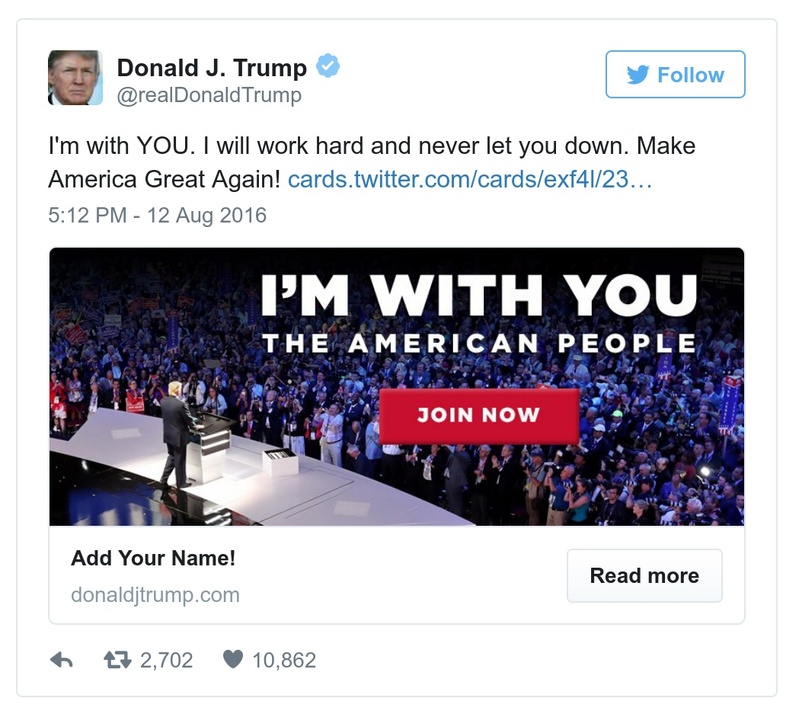 Donald J. Trump
@realDonaldTrump
Follow
I'm with YOU. I will work hard and never let you down. Make
America Great Again! cards.twitter.com/cards/exf4l/23…
5:12 PM - 12 Aug 2016
I'M WITH YOU
THE AMERICAN PEOPLE
JOIN NOW
Add Your Name!
donaldjtrump.com
Read more
2,702
10,862